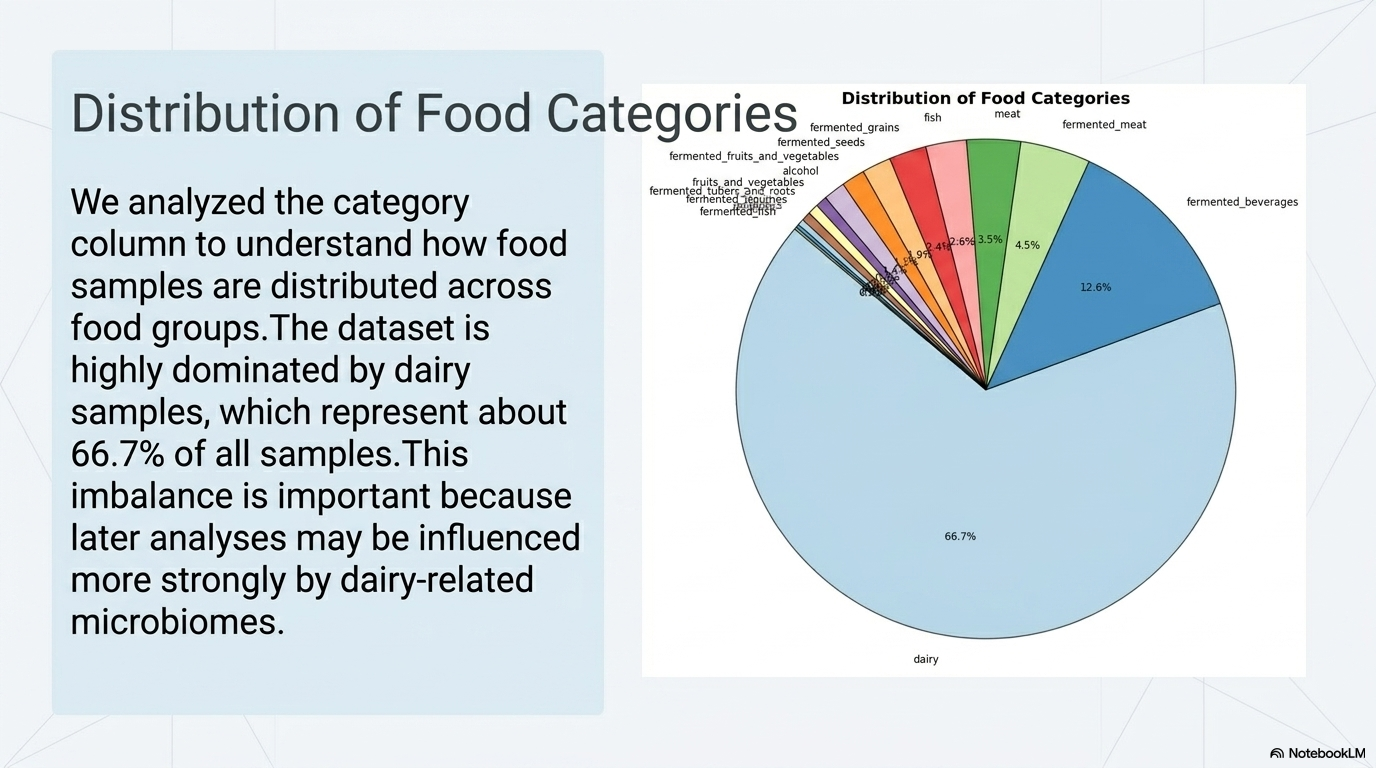 Distribution of Food Categories
We analyzed the category
column to understand how food
samples are distributed across
food groups.The dataset is
highly dominated by dairy
samples, which represent about
66.7% of all samples.This
imbalance is important because
later analyses may be influenced
more strongly by dairy-related
microbiomes.
Distribution of Food Categories
meat
fish
fermented_meat
fermented_grains
fermented_seeds
fermented_fruits_and_vegetables
alcohol
fruits_and_vegetables
fermented_tubers_and_roots
fermented_legumes
fermented_fish
fermented_beverages
2.4%
2.6%
3.5%
4.5%
1.9%
12.6%
66.7%
dairy
NotebookLM